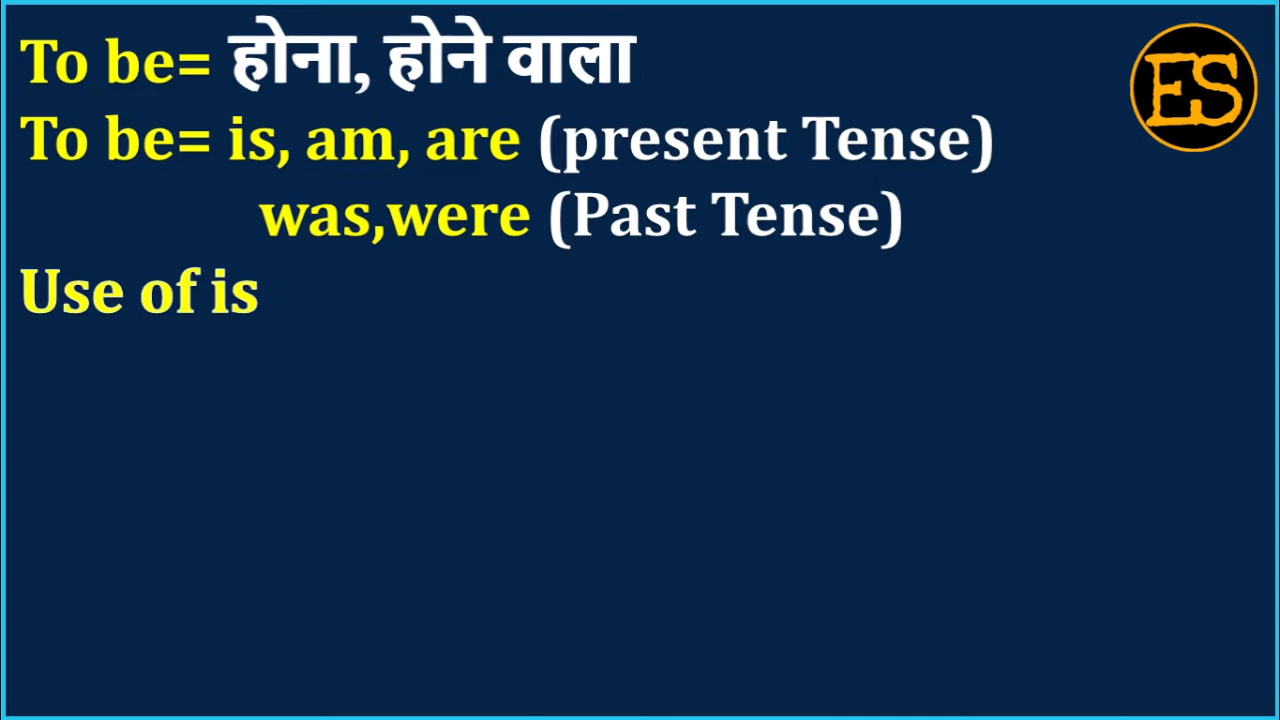 To be= होना, होने वाला
ES
To be= is, am, are (present Tense)
was,were (Past Tense)
Use of is